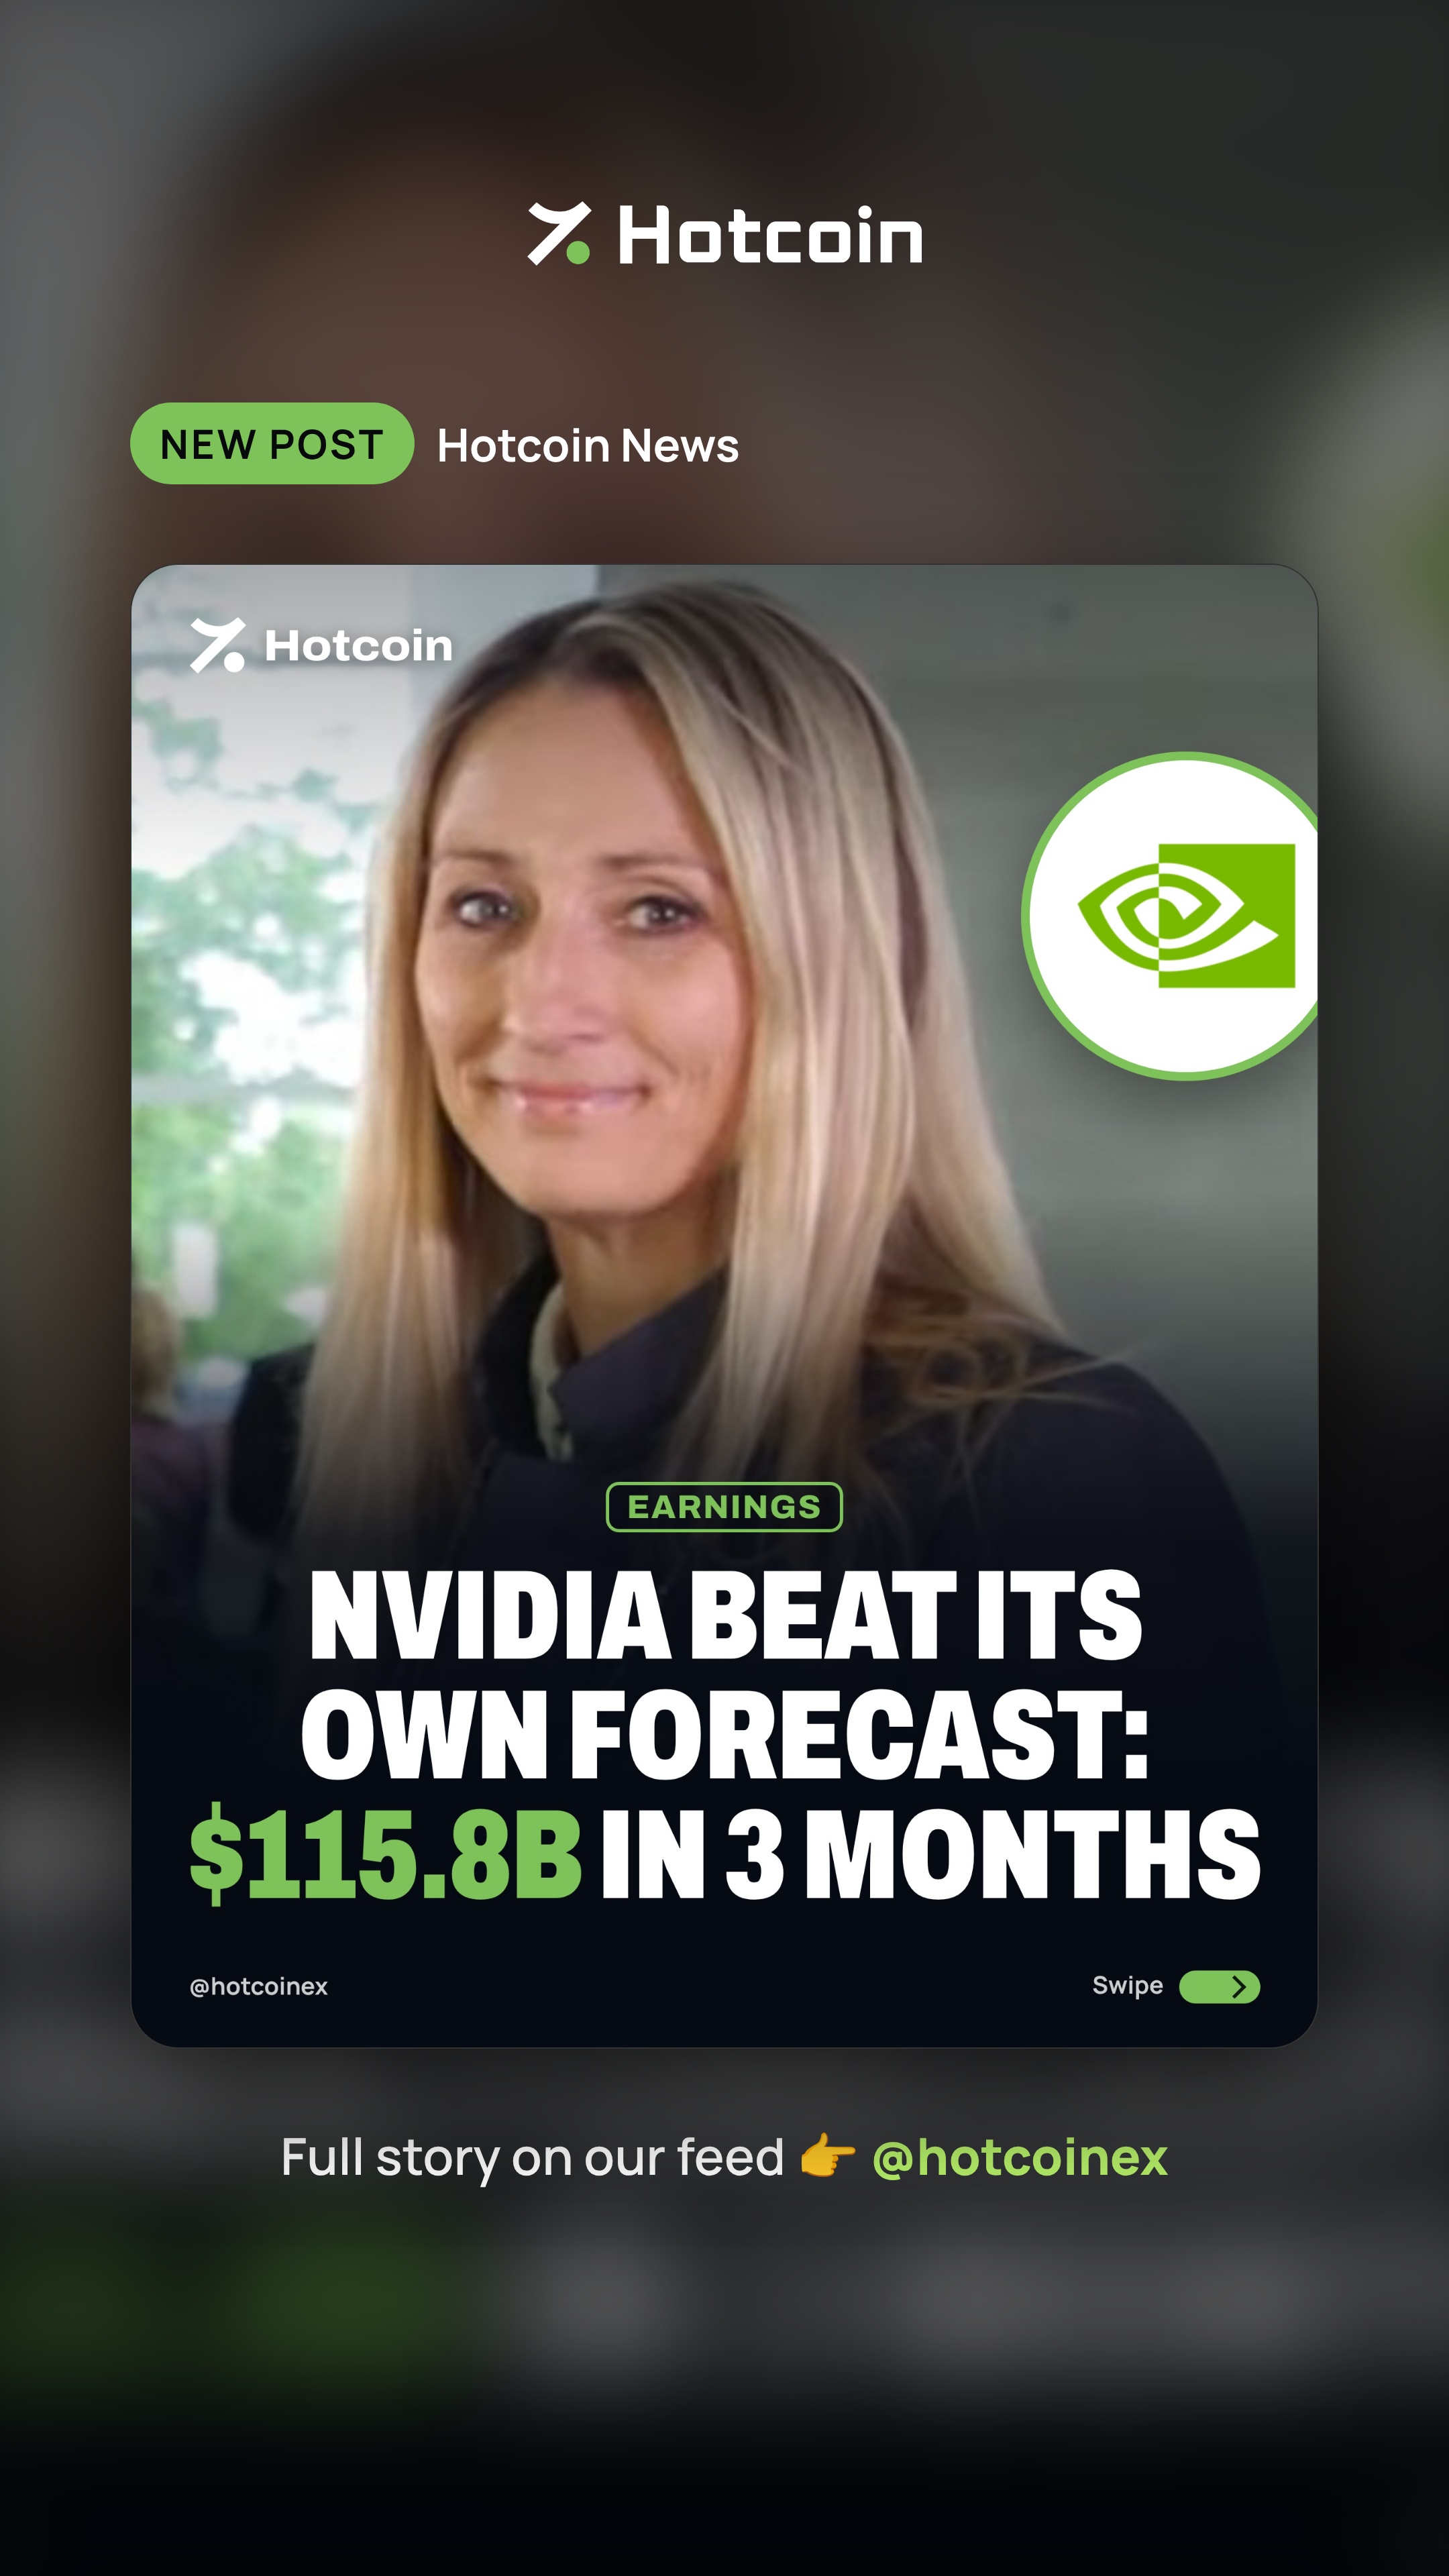 Hotcoin
NEW POST Hotcoin News
Hotcoin
EARNINGS
NVIDIA BEAT ITS
OWN FORECAST:
$115.8B IN 3 MONTHS
@hotcoinex
Swipe
Full story on our feed 👉 @hotcoinex